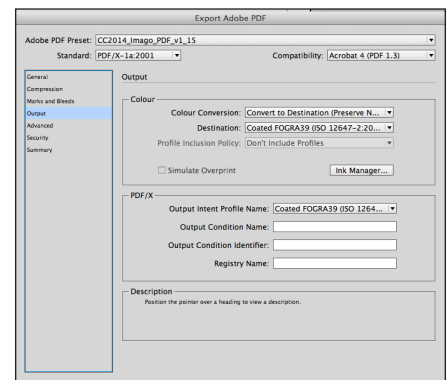 Export Adobe PDF
Adobe PDF Preset: CC2014_Imago_PDF_v1_15
Standard: PDF/X-1a:2001 Compatibility: Acrobat 4 (PDF 1.3)
General
Compression
Marks and Bleeds
Output
Advanced
Security
Summary
Output
Colour
Colour Conversion: Convert to Destination (Preserve N...
Destination: Coated FOGRA39 (ISO 12647-2:20...
Profile Inclusion Policy: Don't Include Profiles
Simulate Overprint Ink Manager...
PDF/X
Output Intent Profile Name: Coated FOGRA39 (ISO 1264...
Output Condition Name:
Output Condition Identifier:
Registry Name:
Description
Position the pointer over a heading to view a description.